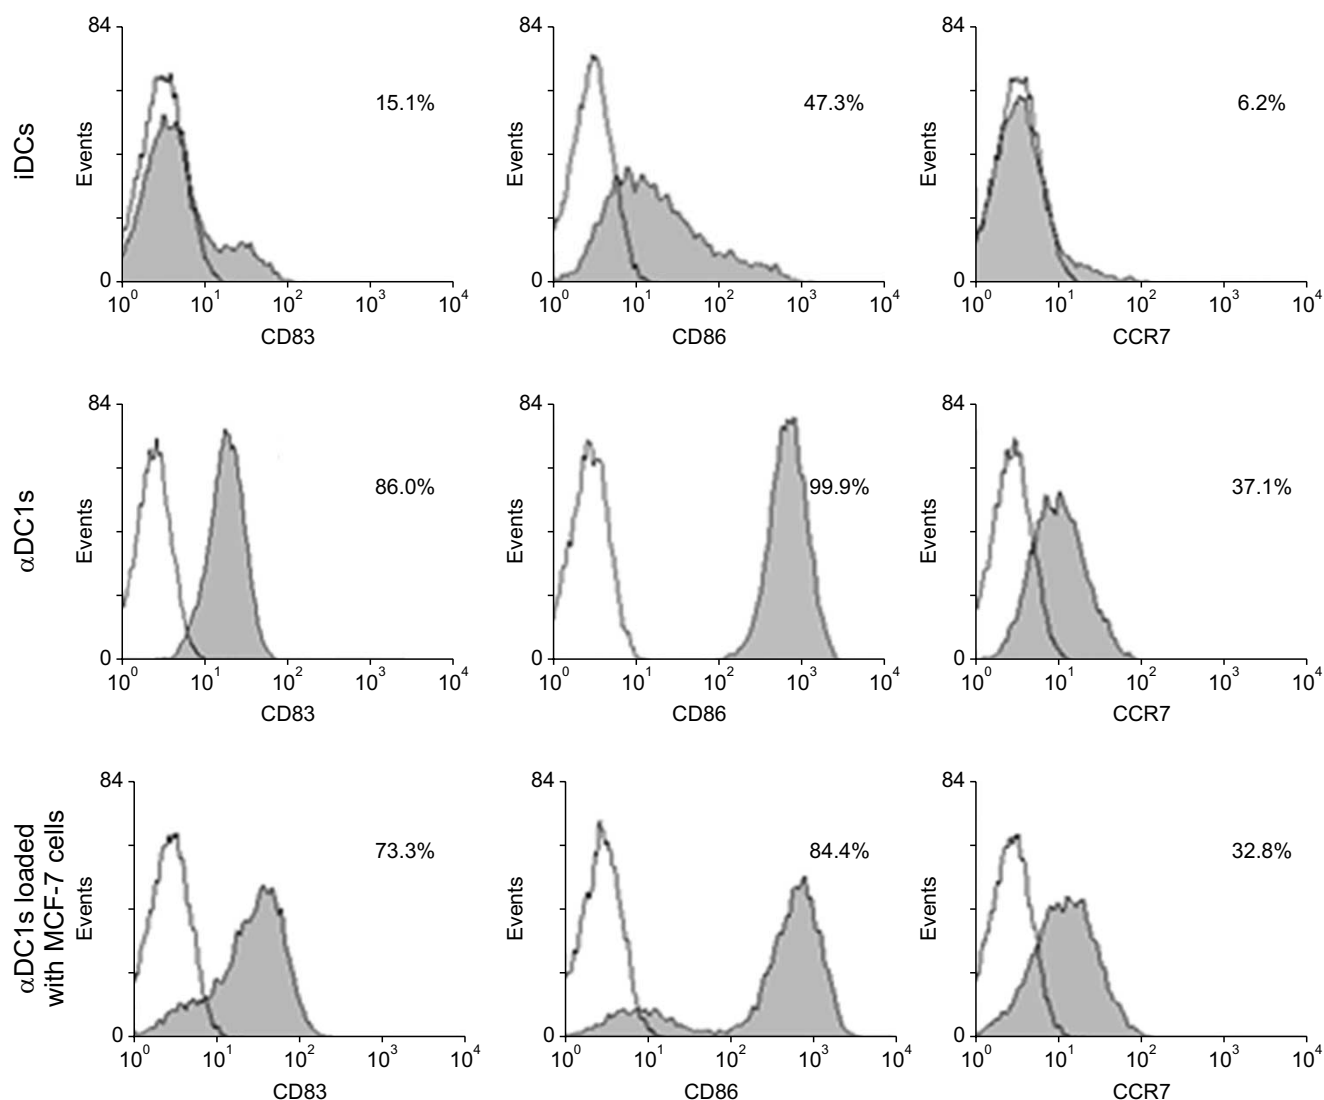 iDCs
84
Events
0
15.1%
10^0 10^1 10^2 10^3 10^4
CD83
84
Events
0
47.3%
10^0 10^1 10^2 10^3 10^4
CD86
84
Events
0
6.2%
10^0 10^1 10^2 10^3 10^4
CCR7
αDC1s
84
Events
0
86.0%
10^0 10^1 10^2 10^3 10^4
CD83
84
Events
0
99.9%
10^0 10^1 10^2 10^3 10^4
CD86
84
Events
0
37.1%
10^0 10^1 10^2 10^3 10^4
CCR7
αDC1s loaded
with MCF-7 cells
84
Events
0
73.3%
10^0 10^1 10^2 10^3 10^4
CD83
84
Events
0
84.4%
10^0 10^1 10^2 10^3 10^4
CD86
84
Events
0
32.8%
10^0 10^1 10^2 10^3 10^4
CCR7